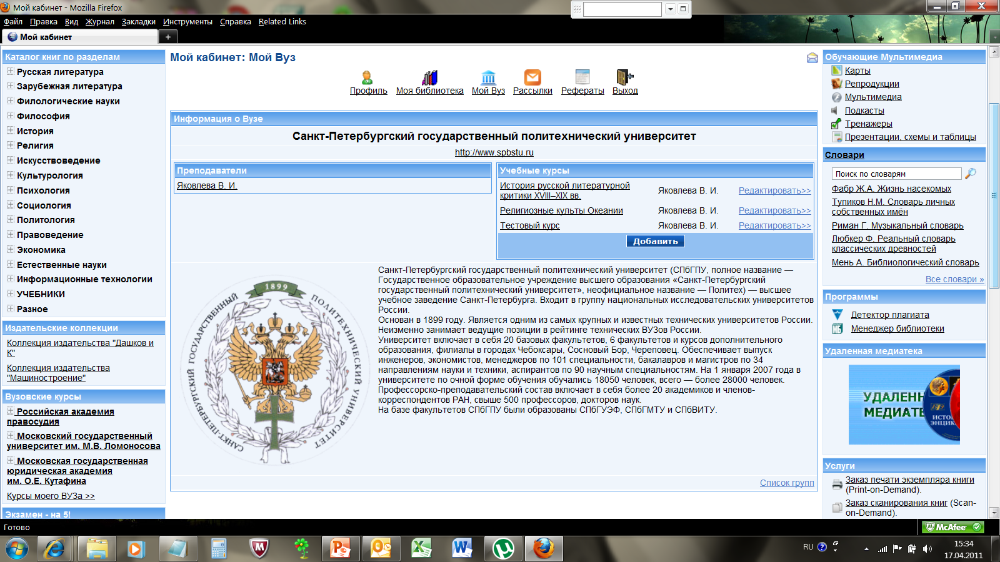 Мой кабинет - Mozilla Firefox
Файл Правка Вид Журнал Закладки Инструменты Справка Related Links
Мой кабинет
Каталог книг по разделам
Русская литература
Зарубежная литература
Филологические науки
Философия
История
Религия
Искусствоведение
Культурология
Психология
Социология
Политология
Правоведение
Экономика
Естественные науки
Информационные технологии
УЧЕБНИКИ
Разное
Издательские коллекции
Коллекция издательства "Дашков и
К"
Коллекция издательства
"Машиностроение"
Вузовские курсы
Российская академия
правосудия
Московский государственный
университет им. М.В. Ломоносова
Московская государственная
юридическая академия
им. О.Е. Кутафина
Курсы моего ВУЗа >>
Экзамен - на 5!
Мой кабинет: Мой Вуз
Профиль Моя библиотека Мой Вуз Рассылки Рефераты Выход
Информация о Вузе
Санкт-Петербургский государственный политехнический университет
http://www.spbstu.ru
Преподаватели
Яковлева В. И.
Учебные курсы
История русской литературной
критики XVIII–XIX вв. Яковлева В. И. Редактировать>>
Религиозные культы Океании Яковлева В. И. Редактировать>>
Тестовый курс Яковлева В. И. Редактировать>>
Добавить
1899
САНКТ-ПЕТЕРБУРГСКИЙ ГОСУДАРСТВЕННЫЙ ПОЛИТЕХНИЧЕСКИЙ УНИВЕРСИТЕТ
Санкт-Петербургский государственный политехнический университет (СПбГПУ, полное название —
Государственное образовательное учреждение высшего образования «Санкт-Петербургский
государственный политехнический университет», неофициальное название — Политех) — высшее
учебное заведение Санкт-Петербурга. Входит в группу национальных исследовательских университетов
России.
Основан в 1899 году. Является одним из самых крупных и известных технических университетов России.
Неизменно занимает ведущие позиции в рейтинге технических ВУЗов России.
Университет включает в себя 20 базовых факультетов, 6 факультетов и курсов дополнительного
образования, филиалы в городах Чебоксары, Сосновый Бор, Череповец. Обеспечивает выпуск
инженеров, экономистов, менеджеров по 101 специальности, бакалавров и магистров по 34
направлениям науки и техники, аспирантов по 90 научным специальностям. На 1 января 2007 года в
университете по очной форме обучения обучались 18050 человек, всего — более 28000 человек.
Профессорско-преподавательский состав включает в себя более 20 академиков и членов-
корреспондентов РАН, свыше 500 профессоров, докторов наук.
На базе факультетов СПбГПУ были образованы СПбГУЭФ, СПбГМТУ и СПбВИТУ.
Список групп
Обучающие Мультимедиа
Карты
Репродукции
Мультимедиа
Подкасты
Тренажеры
Презентации, схемы и таблицы
Словари
Поиск по словарям
Фабр Ж.А. Жизнь насекомых
Тупиков Н.М. Словарь личных
собственных имён
Риман Г. Музыкальный словарь
Любкер Ф. Реальный словарь
классических древностей
Мень А. Библиологический словарь
Все словари »
Программы
Детектор плагиата
МБ Менеджер библиотеки
Удаленная медиатека
УДАЛЕНН
МЕДИАТЕ
ИСТО
ЭНЦИК
Услуги
Заказ печати экземпляра книги
(Print-on-Demand).
Заказ сканирования книг (Scan-
on-Demand).
Готово
McAfee
RU
15:34
17.04.2011